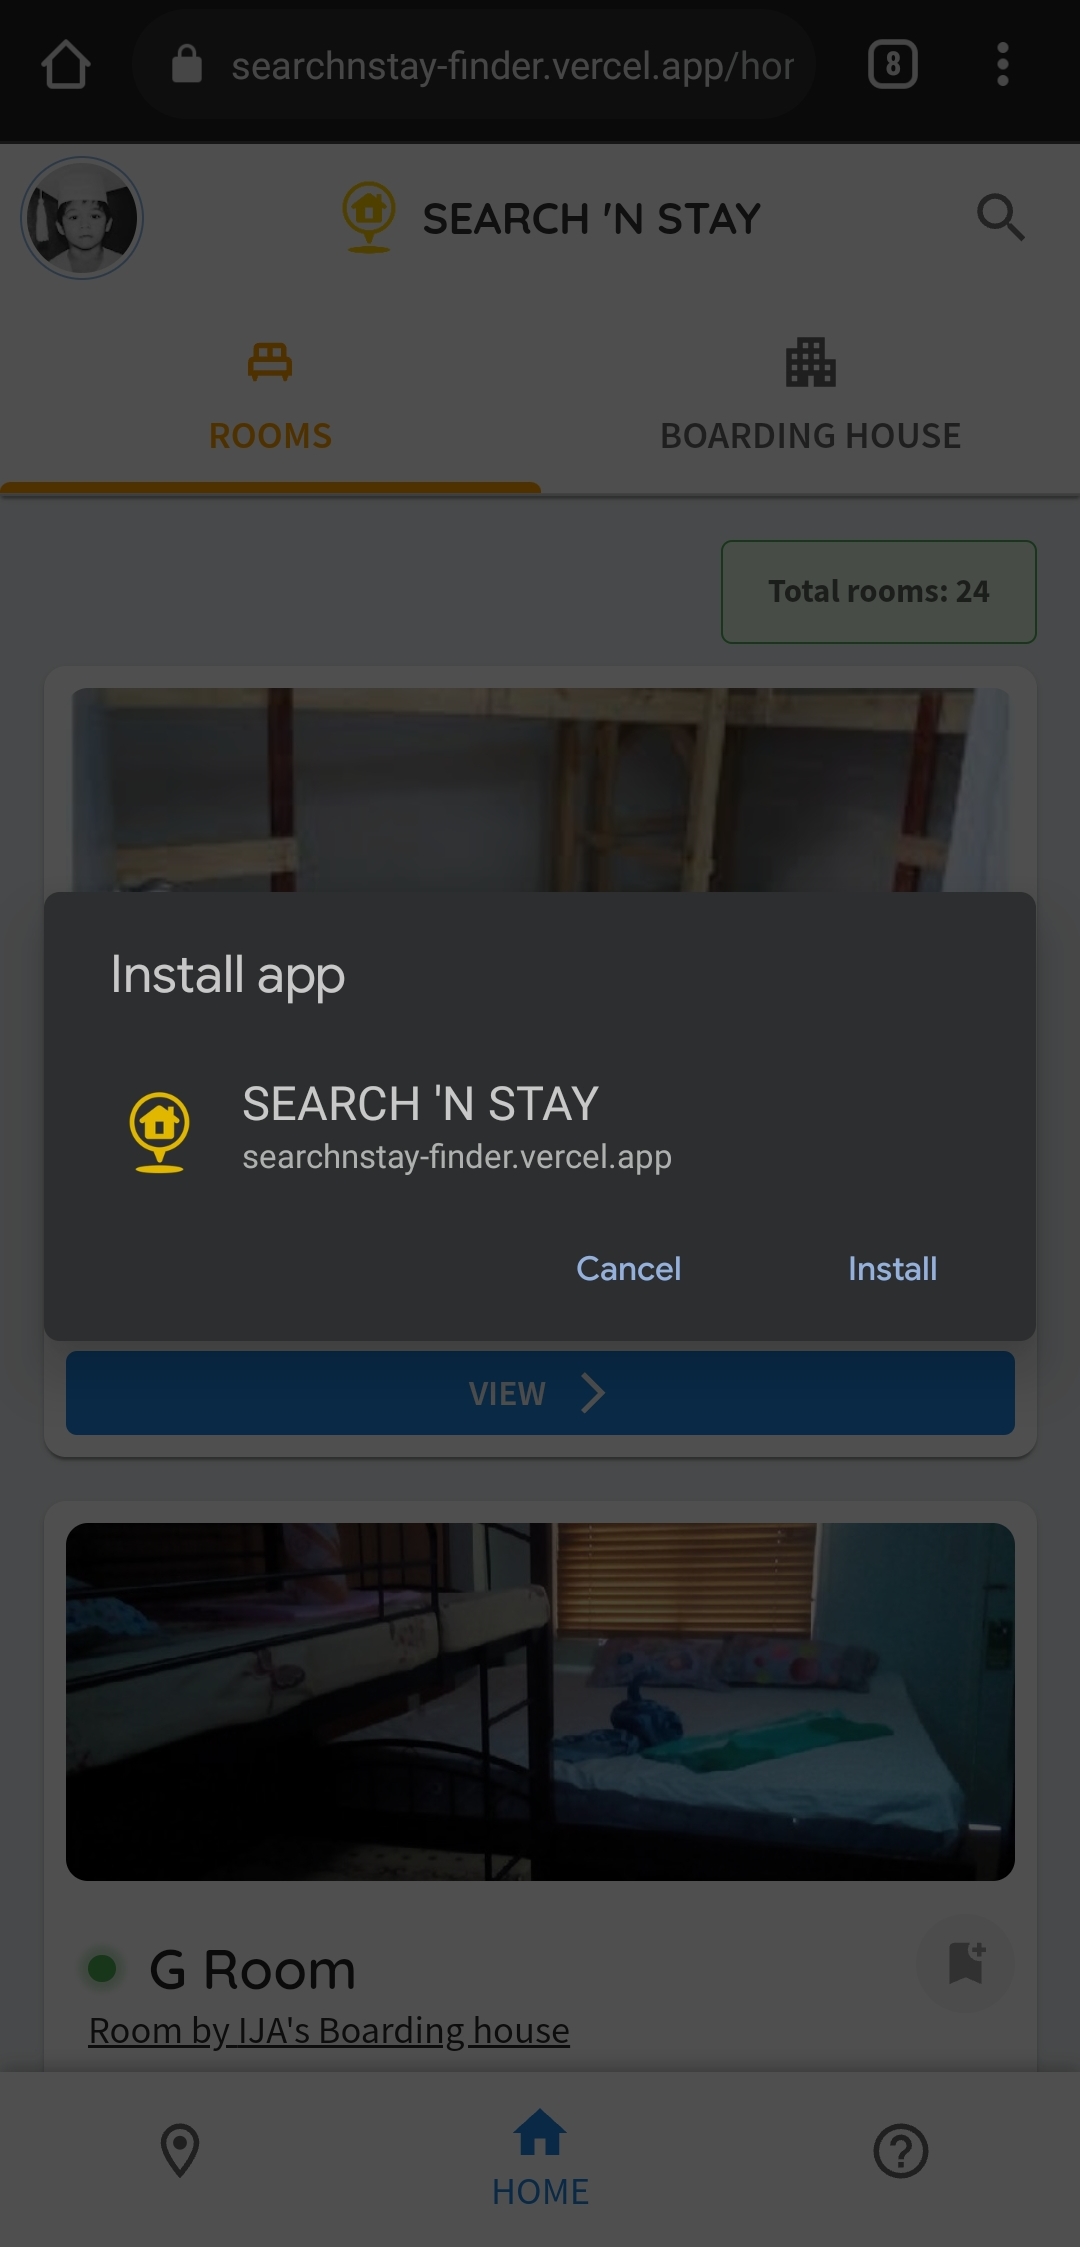 searchnstay-finder.vercel.app/hor
8
SEARCH 'N STAY
ROOMS
BOARDING HOUSE
Total rooms: 24
Install app
SEARCH 'N STAY
searchnstay-finder.vercel.app
Cancel
Install
VIEW
G Room
Room by IJA's Boarding house
HOME